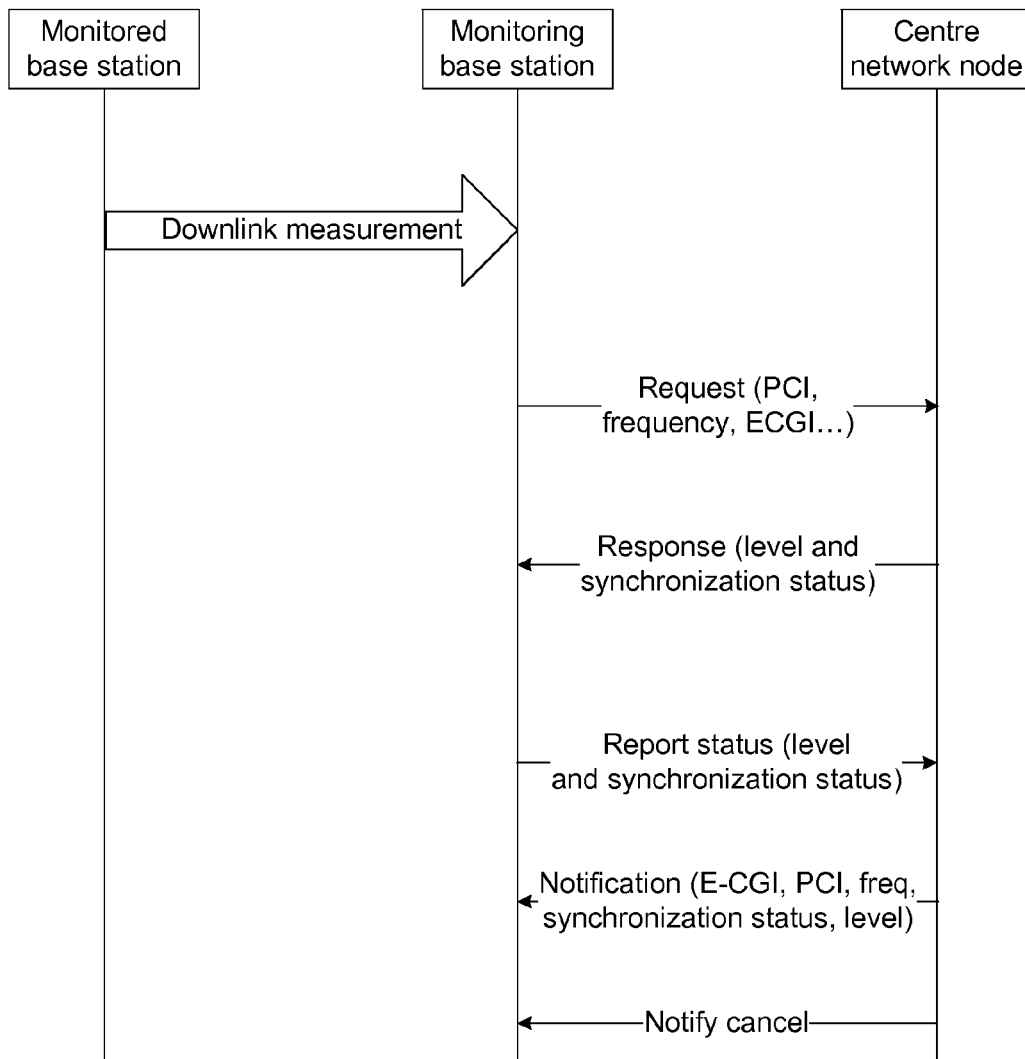 Monitored
base station
Monitoring
base station
Centre
network node
Downlink measurement
Request (PCI,
frequency, ECGI…)
Response (level and
synchronization status)
Report status (level
and synchronization status)
Notification (E-CGI, PCI, freq,
synchronization status, level)
Notify cancel